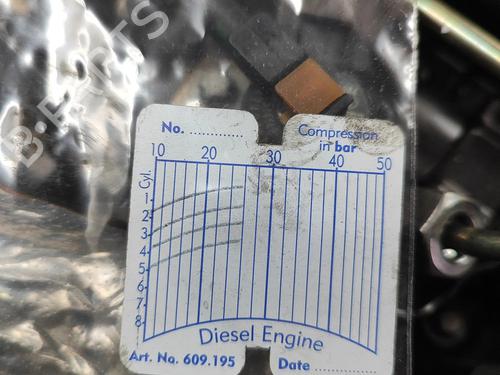 B-PARTS
No. ..............
Compression
in bar
10 20 30 40 50
Cyl.
1
2
3
4
5
6
7
8
Diesel Engine
Art. No. 609.195
Date ..................